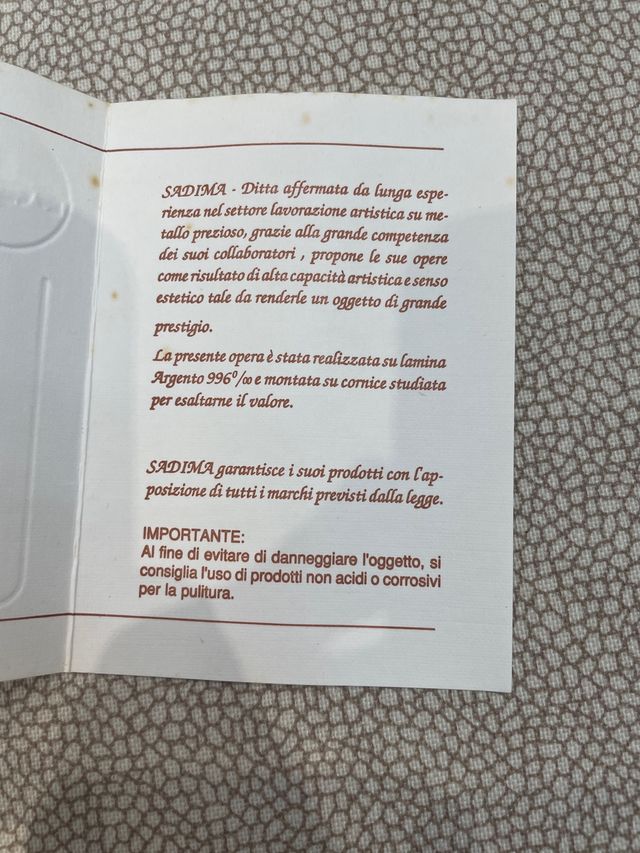 SADIMA - Ditta affermata da lunga espe-
rienza nel settore lavorazione artistica su me-
tallo prezioso, grazie alla grande competenza
dei suoi collaboratori , propone le sue opere
come risultato di alta capacità artistica e senso
estetico tale da renderle un oggetto di grande
prestigio.
La presente opera è stata realizzata su lamina
Argento 996⁰/₀₀ e montata su cornice studiata
per esaltarne il valore.
SADIMA garantisce i suoi prodotti con l'ap-
posizione di tutti i marchi previsti dalla legge.
IMPORTANTE:
Al fine di evitare di danneggiare l'oggetto, si
consiglia l'uso di prodotti non acidi o corrosivi
per la pulitura.